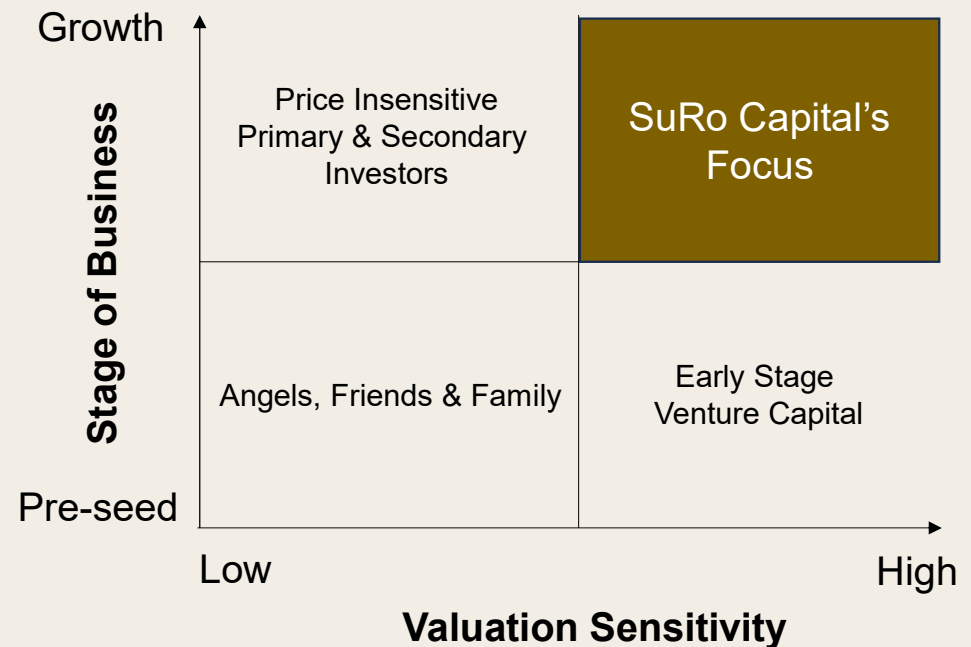 Growth
Stage of Business
Pre-seed
Price Insensitive
Primary & Secondary
Investors
SuRo Capital’s
Focus
Angels, Friends & Family
Early Stage
Venture Capital
Low
High
Valuation Sensitivity